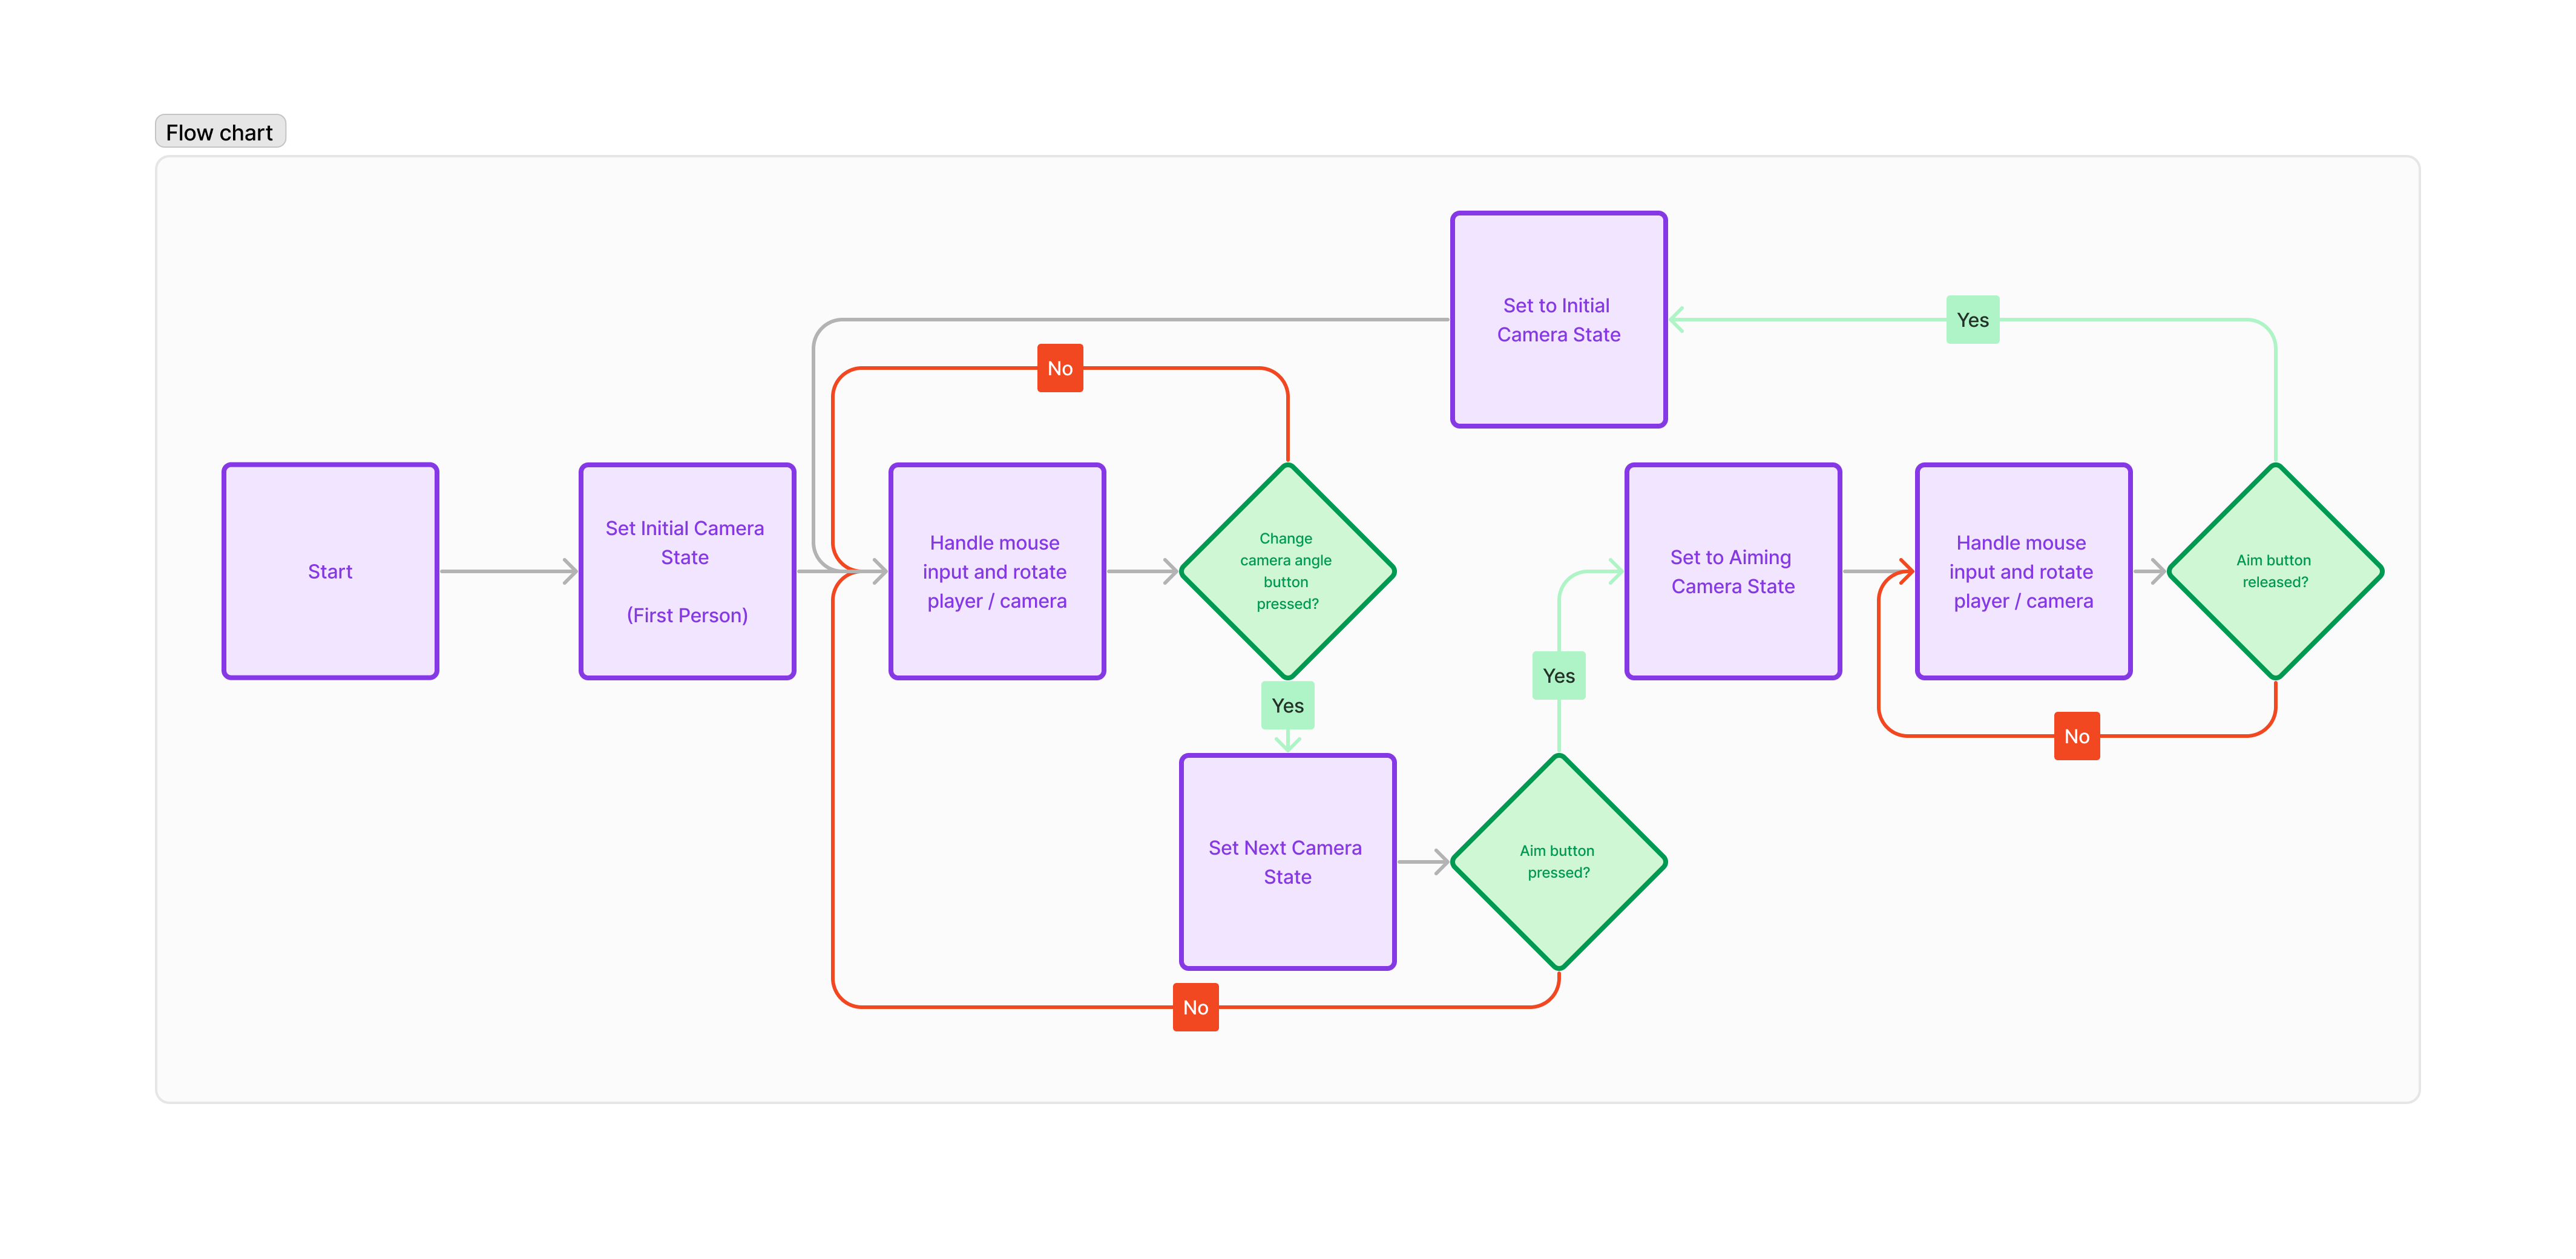 Flow chart
Set to Initial
Camera State
Yes
No
Start
Set Initial Camera
State
(First Person)
Handle mouse
input and rotate
player / camera
Change
camera angle
button
pressed?
Yes
Set Next Camera
State
Aim button
pressed?
Yes
No
Set to Aiming
Camera State
Handle mouse
input and rotate
player / camera
Aim button
released?
No